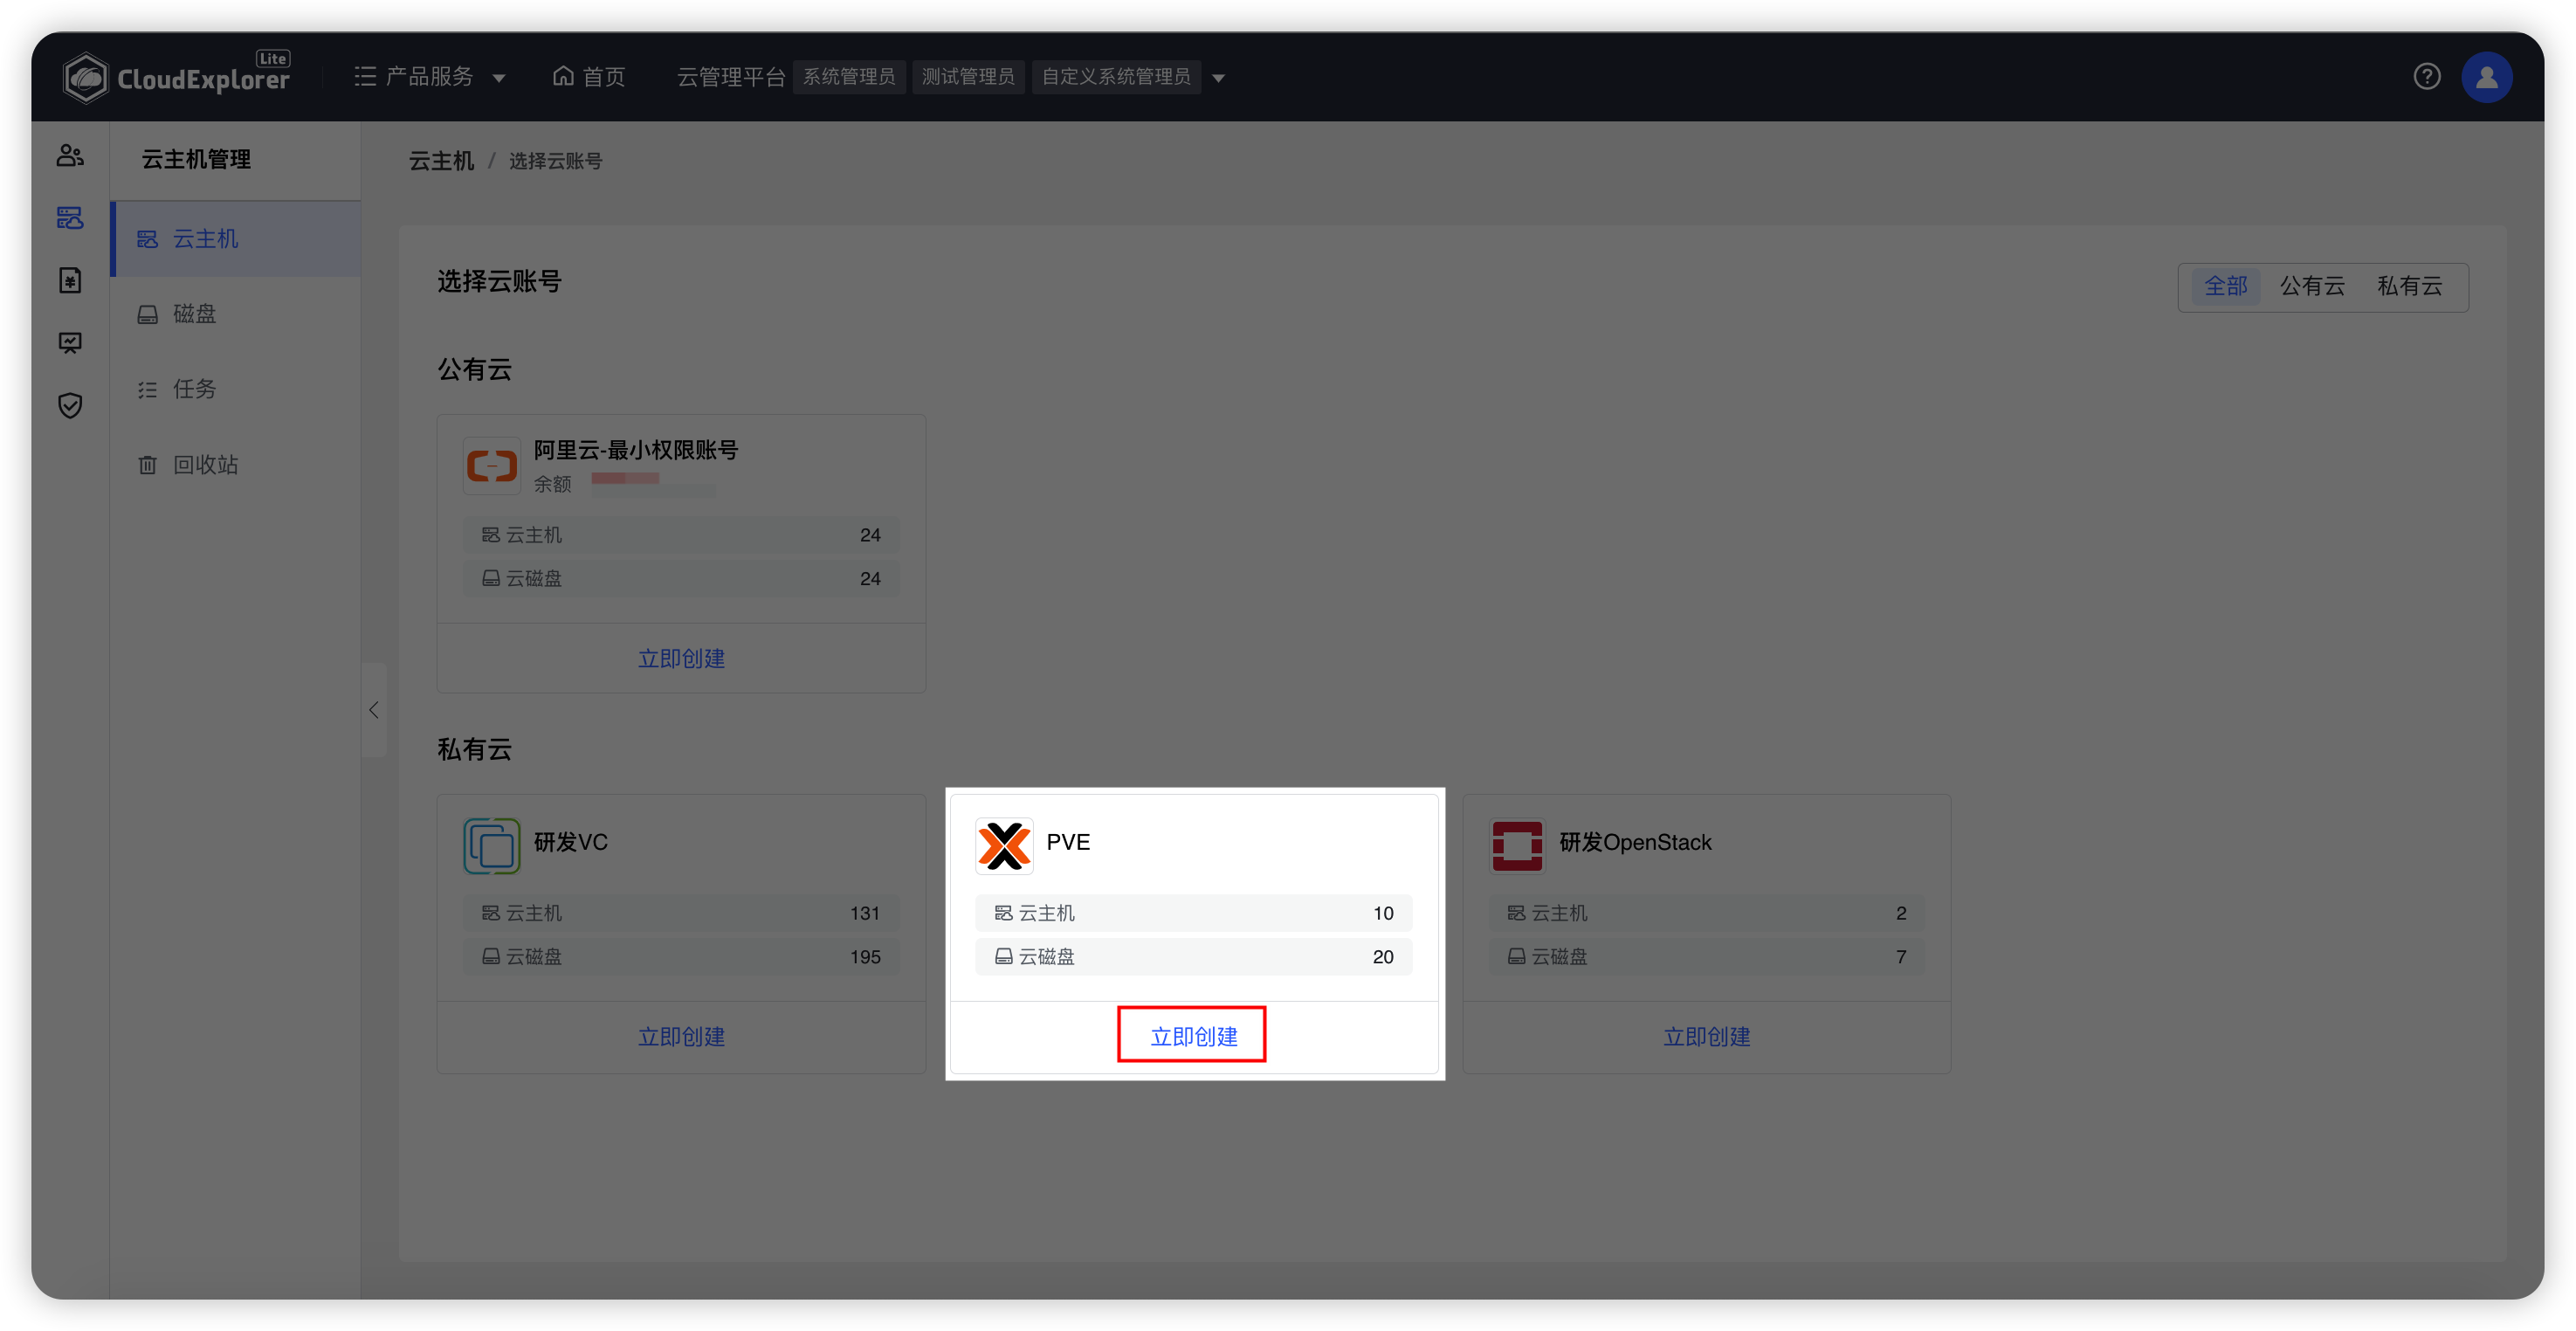 CloudExplorer Lite
产品服务
首页
云管理平台 系统管理员 测试管理员 自定义系统管理员
云主机管理
云主机
磁盘
任务
回收站
云主机 / 选择云账号
选择云账号
全部 公有云 私有云
公有云
阿里云-最小权限账号
余额
云主机 24
云磁盘 24
立即创建
私有云
研发VC
云主机 131
云磁盘 195
立即创建
PVE
云主机 10
云磁盘 20
立即创建
研发OpenStack
云主机 2
云磁盘 7
立即创建